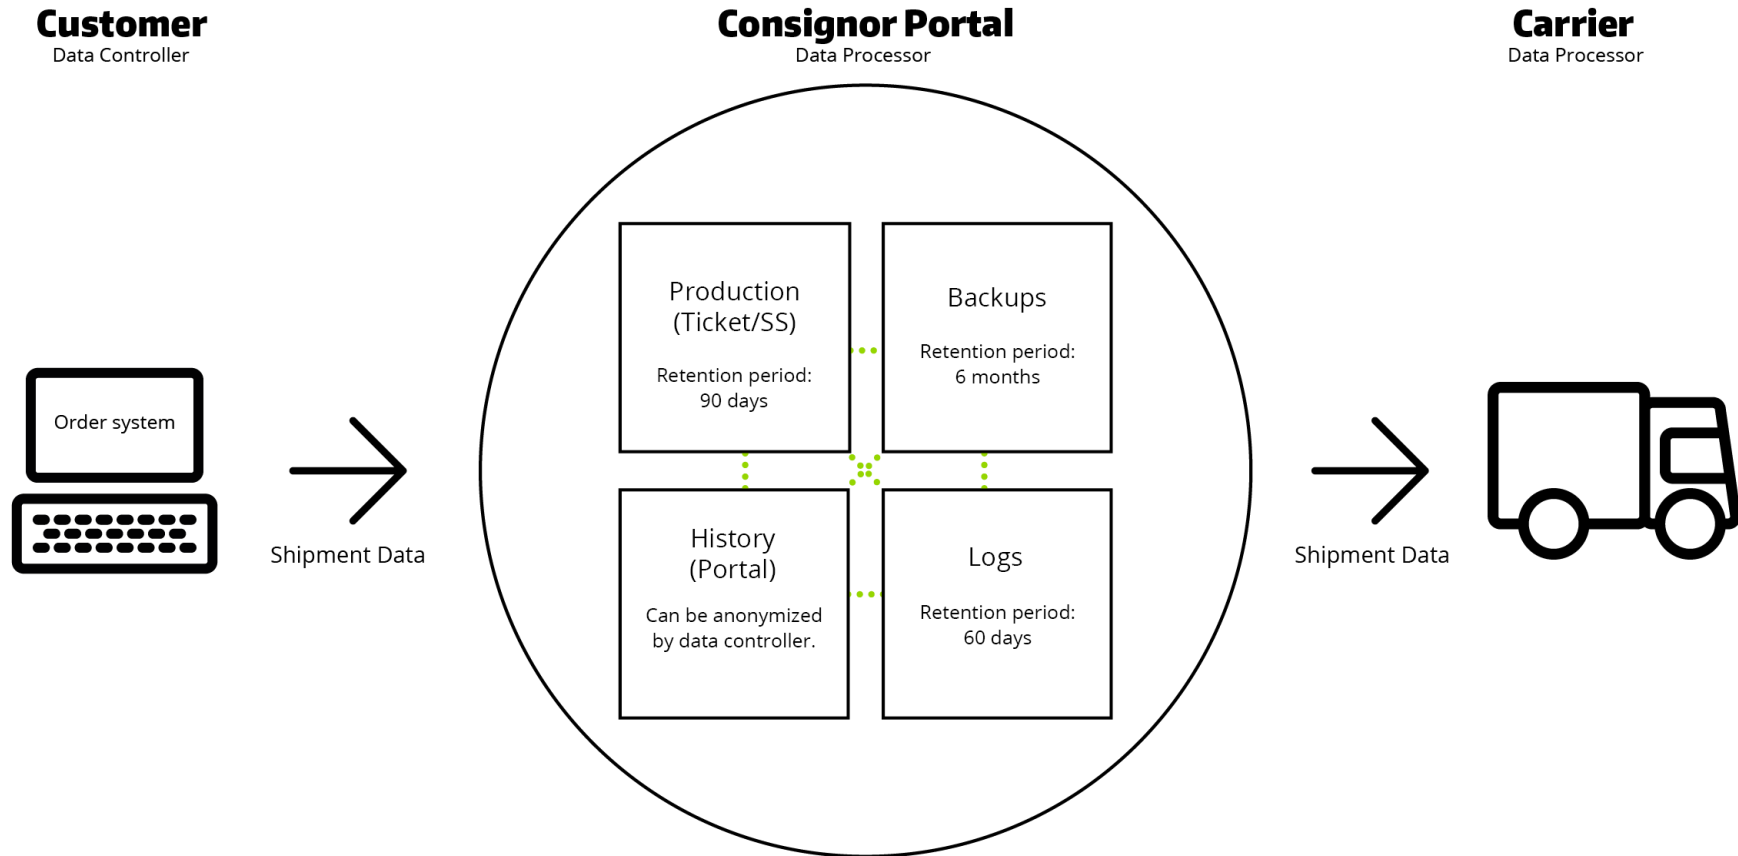 Customer
Data Controller
Consignor Portal
Data Processor
Carrier
Data Processor
Order system
Shipment Data
Production
(Ticket/SS)
Retention period:
90 days
Backups
Retention period:
6 months
History
(Portal)
Can be anonymized
by data controller.
Logs
Retention period:
60 days
Shipment Data